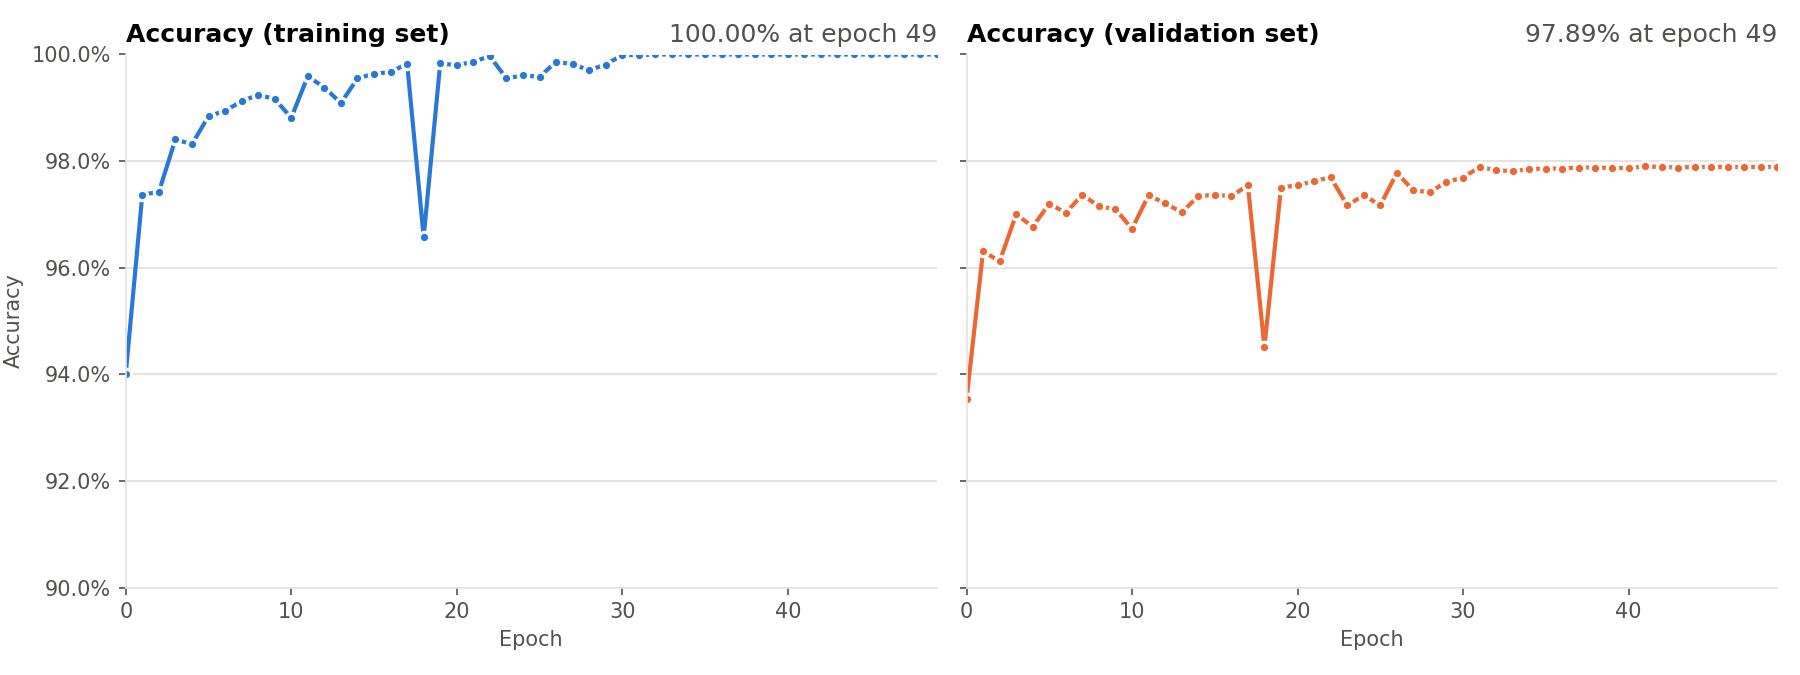 Accuracy (training set) 100.00% at epoch 49
100.0%
98.0%
96.0%
94.0%
92.0%
90.0%
Accuracy
0 10 20 30 40
Epoch
Accuracy (validation set) 97.89% at epoch 49
0 10 20 30 40
Epoch